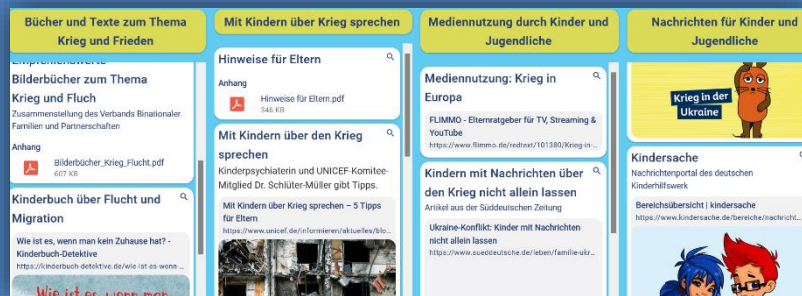 Bücher und Texte zum Thema
Krieg und Frieden
Bilderbücher zum Thema
Krieg und Fluch
Zusammenstellung des Verbands Binationaler
Familien und Partnerschaften
Anhang
Bilderbücher_Krieg_Flucht.pdf
607 KB
Kinderbuch über Flucht und
Migration
Wie ist es, wenn man kein Zuhause hat? -
Kinderbuch-Detektive
https://kinderbuch-detektive.de/wie-ist-es-wenn-...
Wie ist es, wenn man
Mit Kindern über Krieg sprechen
Hinweise für Eltern
Anhang
Hinweise für Eltern.pdf
346 KB
Mit Kindern über den Krieg
sprechen
Kinderpsychiaterin und UNICEF-Komitee-
Mitglied Dr. Schlüter-Müller gibt Tipps.
Mit Kindern über Krieg sprechen – 5 Tipps
für Eltern
https://www.unicef.de/informieren/aktuelles/blo...
Mediennutzung durch Kinder und
Jugendliche
Mediennutzung: Krieg in
Europa
FLIMMO - Elternratgeber für TV, Streaming &
YouTube
https://www.flimmo.de/redtext/101380/Krieg-in-...
Kindern mit Nachrichten über
den Krieg nicht allein lassen
Artikel aus der Süddeutschen Zeitung
Ukraine-Konflikt: Kinder mit Nachrichten
nicht allein lassen
https://www.sueddeutsche.de/leben/familie-ukr...
Nachrichten für Kinder und
Jugendliche
Krieg in der
Ukraine
Kindersache
Nachrichtenportal des deutschen
Kinderhilfswerk
Bereichsübersicht | kindersache
https://www.kindersache.de/bereiche/nachricht...